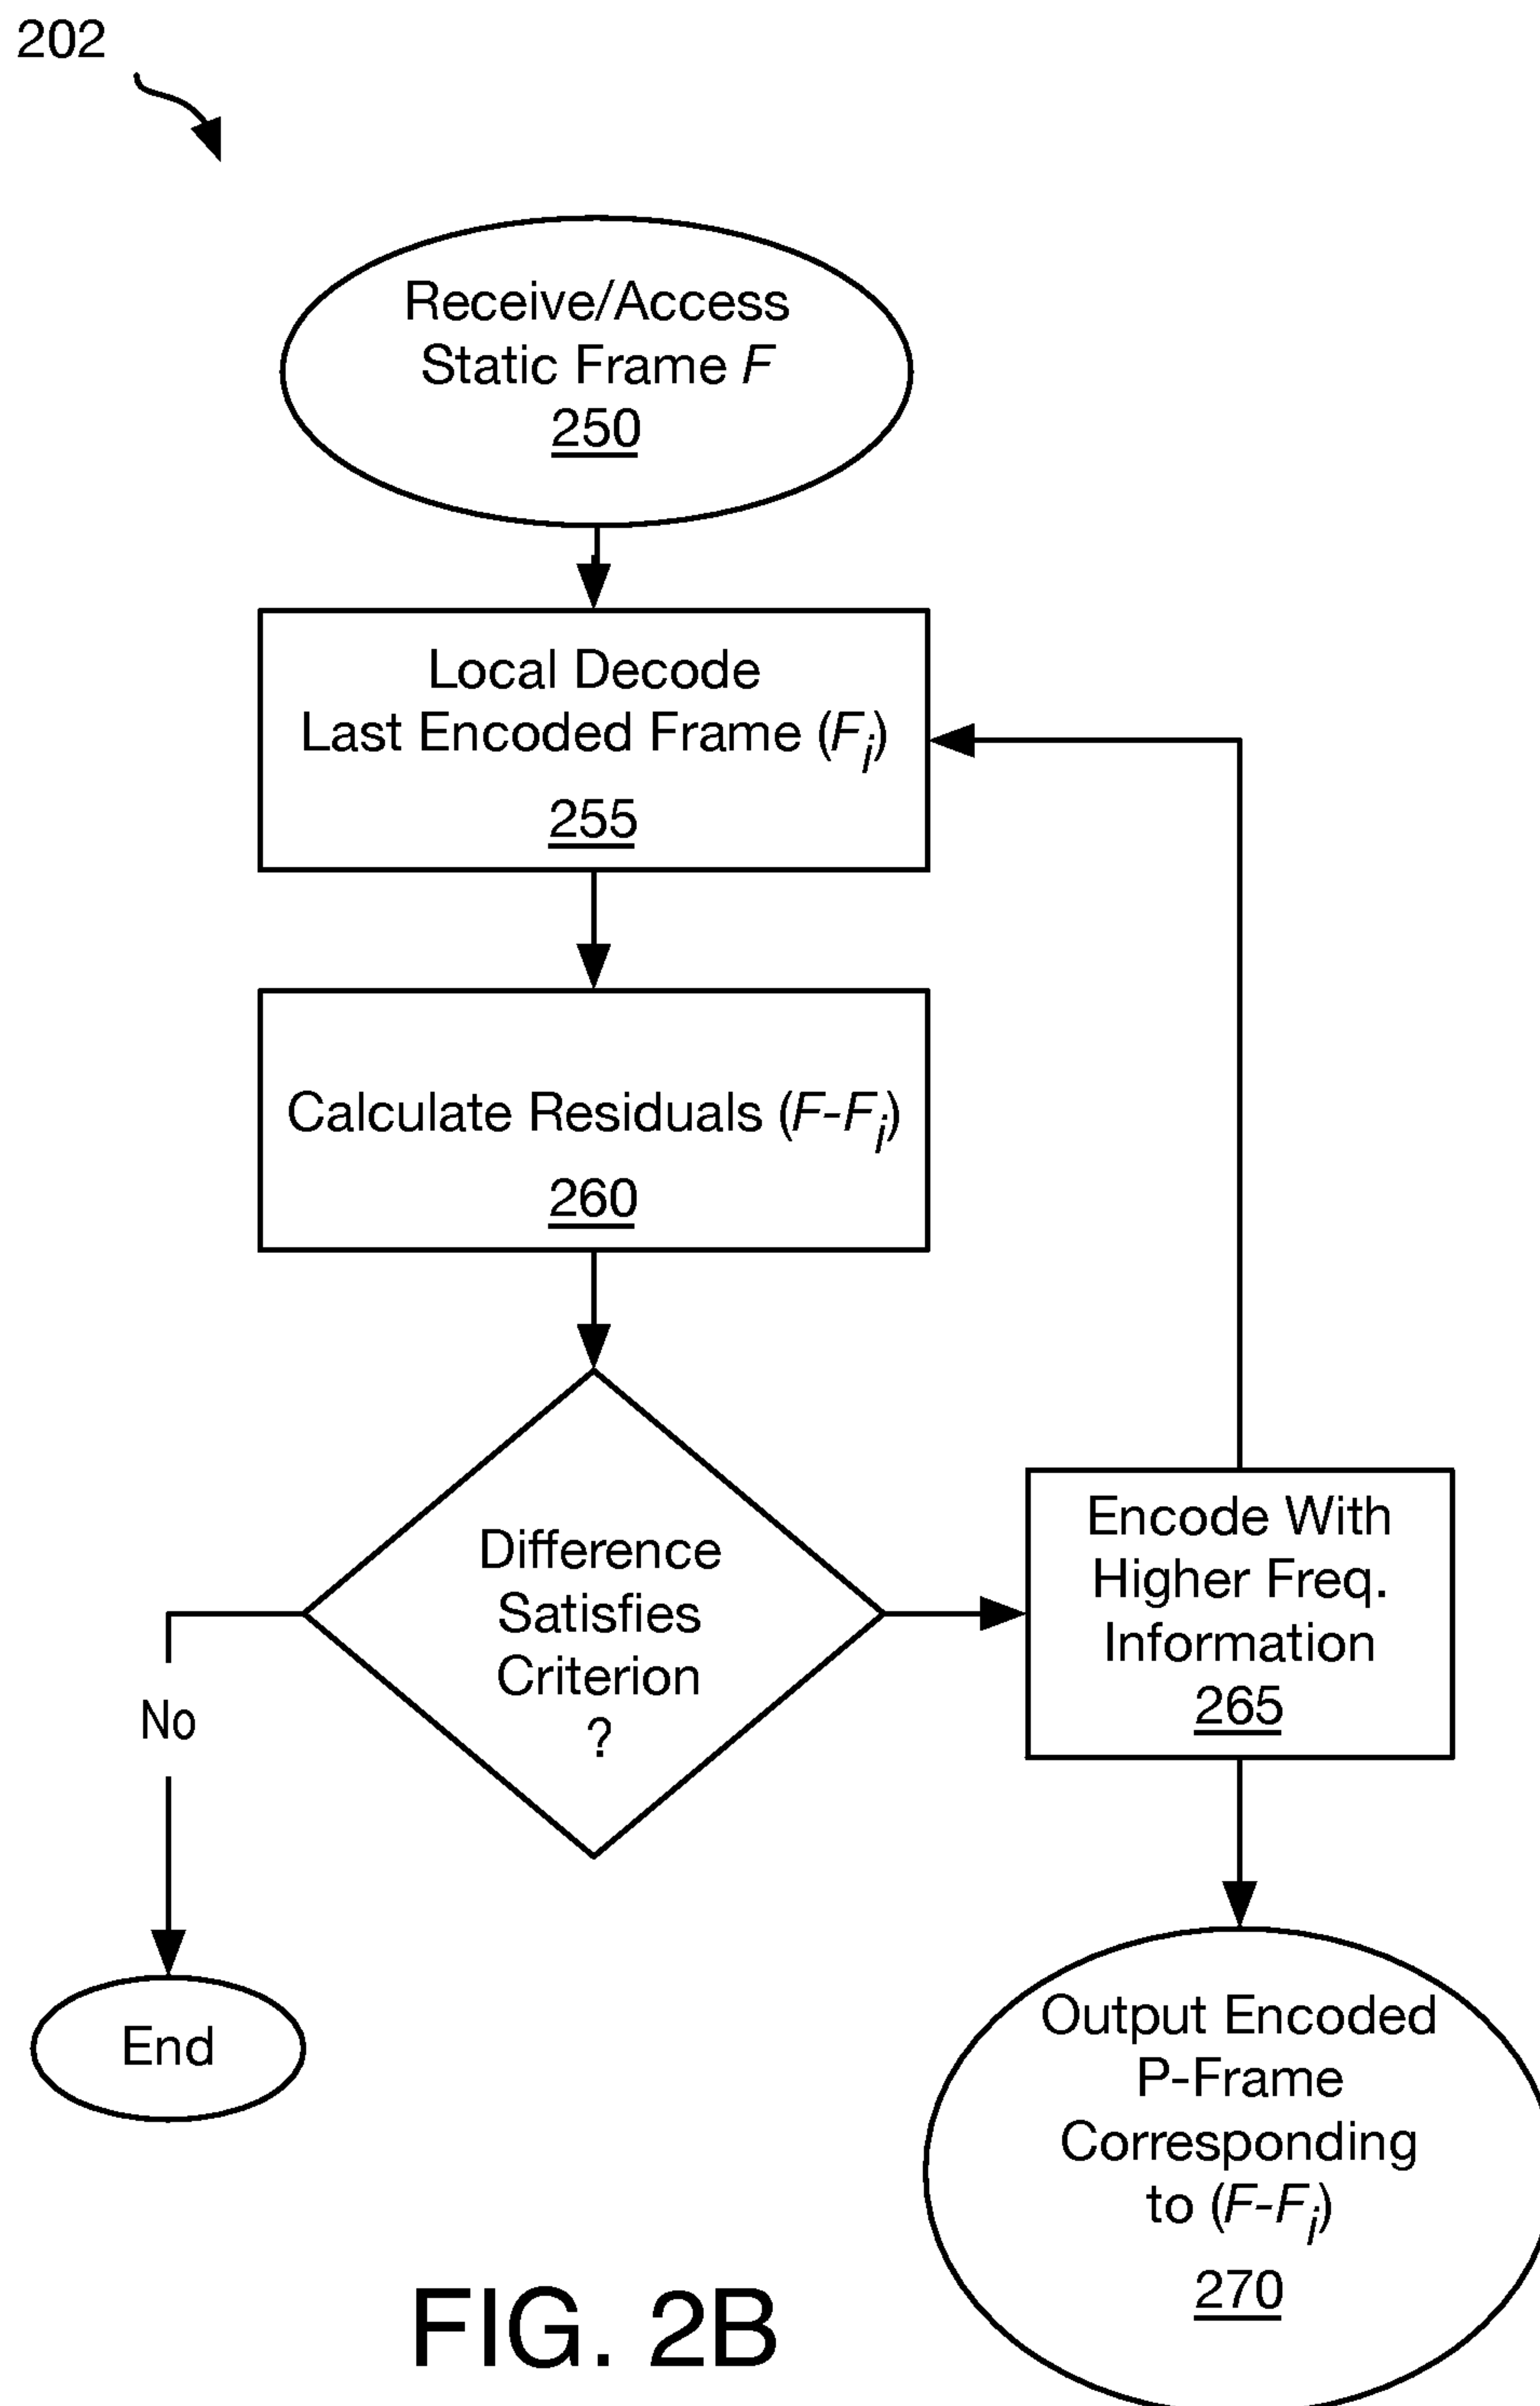 202
Receive/Access
Static Frame F
250
Local Decode
Last Encoded Frame (Fi)
255
Calculate Residuals (F-Fi)
260
Difference
Satisfies
Criterion
?
No
End
Encode With
Higher Freq.
Information
265
Output Encoded
P-Frame
Corresponding
to (F-Fi)
270
FIG. 2B